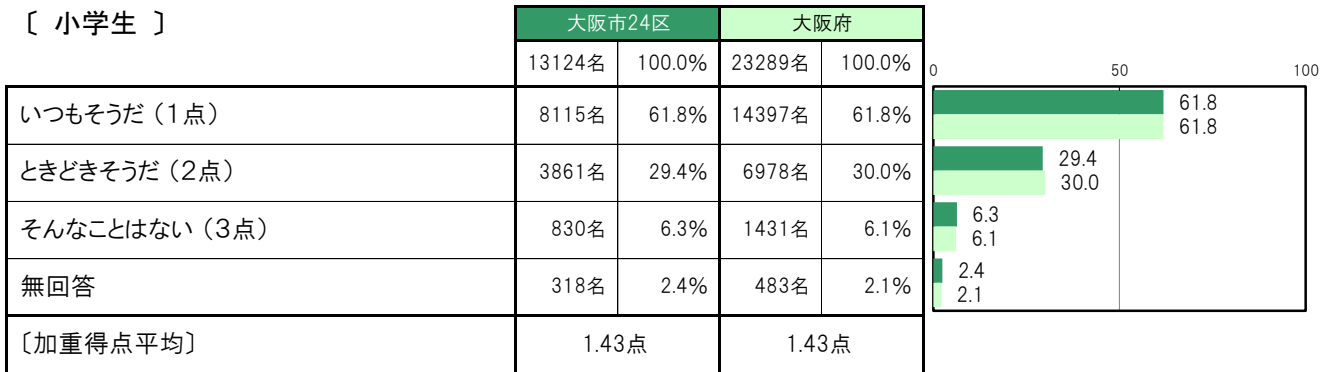 〔 小学生 〕
大阪市24区 大阪府
13124名 100.0% 23289名 100.0%
0 50 100
いつもそうだ（１点） 8115名 61.8% 14397名 61.8%
61.8
61.8
ときどきそうだ（２点） 3861名 29.4% 6978名 30.0%
29.4
30.0
そんなことはない（３点） 830名 6.3% 1431名 6.1%
6.3
6.1
無回答 318名 2.4% 483名 2.1%
2.4
2.1
〔加重得点平均〕 1.43点 1.43点